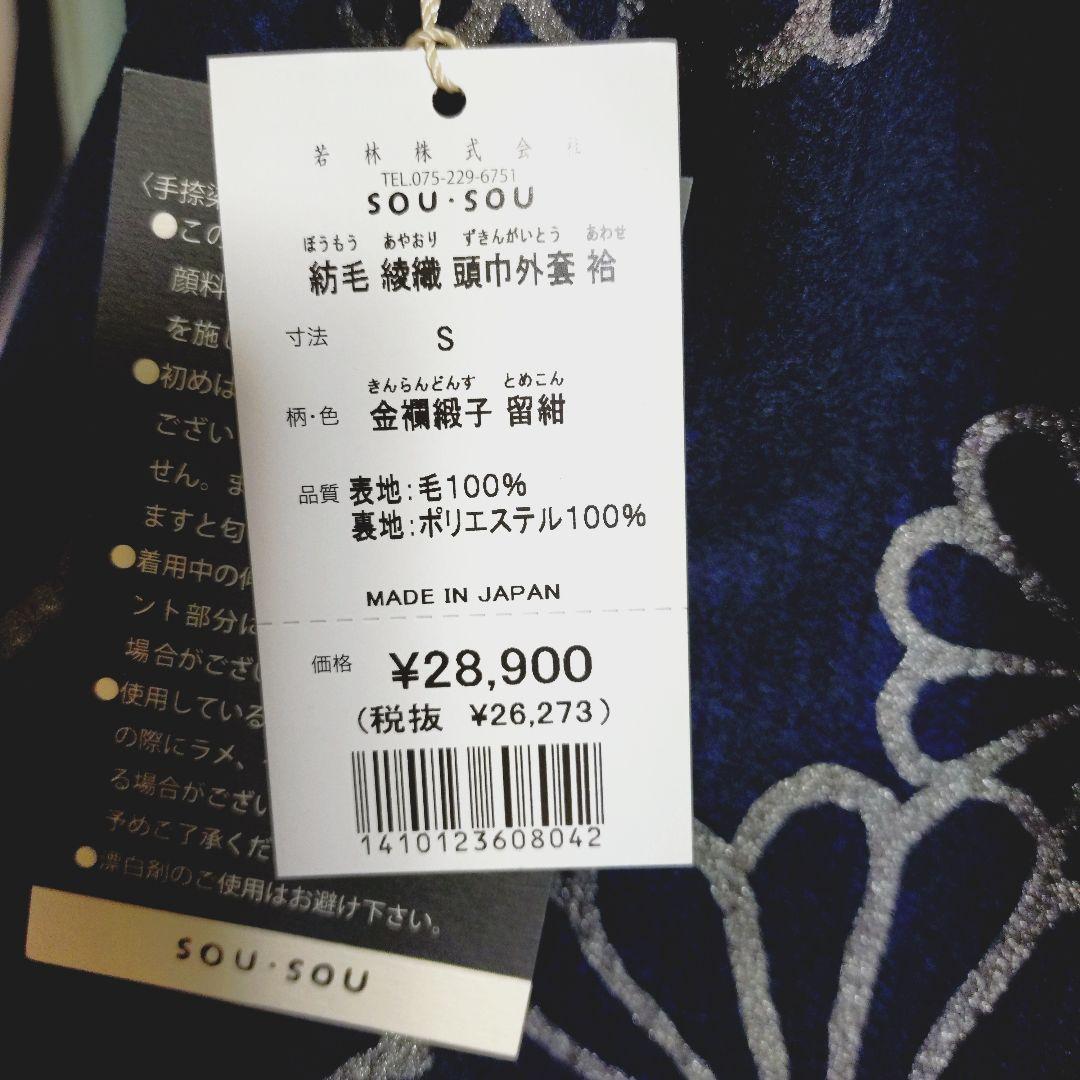 若林株式会社
TEL.075-229-6751
SOU・SOU
ぼうもう あやおり ずきんがいとう あわせ
紡毛 綾織 頭巾外套 袷
寸法 S
きんらんどんす とめこん
柄・色 金襴緞子 留紺
品質 表地:毛100%
裏地:ポリエステル100%
MADE IN JAPAN
価格 ¥28,900
(税抜 ¥26,273)
1410123608042
〈手捺染
●この
顔料
を施し
●初めは
ござい
せん。ま
ますと匂
●着用中の
ント部分に
場合がござい
●使用している
の際にラメ、
る場合がござい
予めご了承くだ
●漂白剤のご使用はお避け下さい。
SOU・SOU